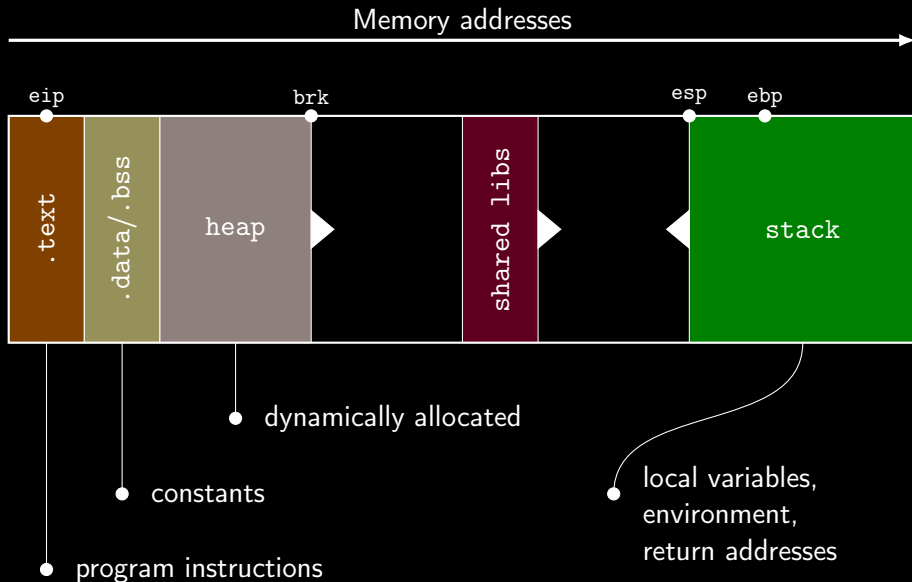 Memory addresses
eip
brk
esp
ebp
.text
.data/.bss
heap
shared libs
stack
dynamically allocated
constants
local variables,
environment,
return addresses
program instructions